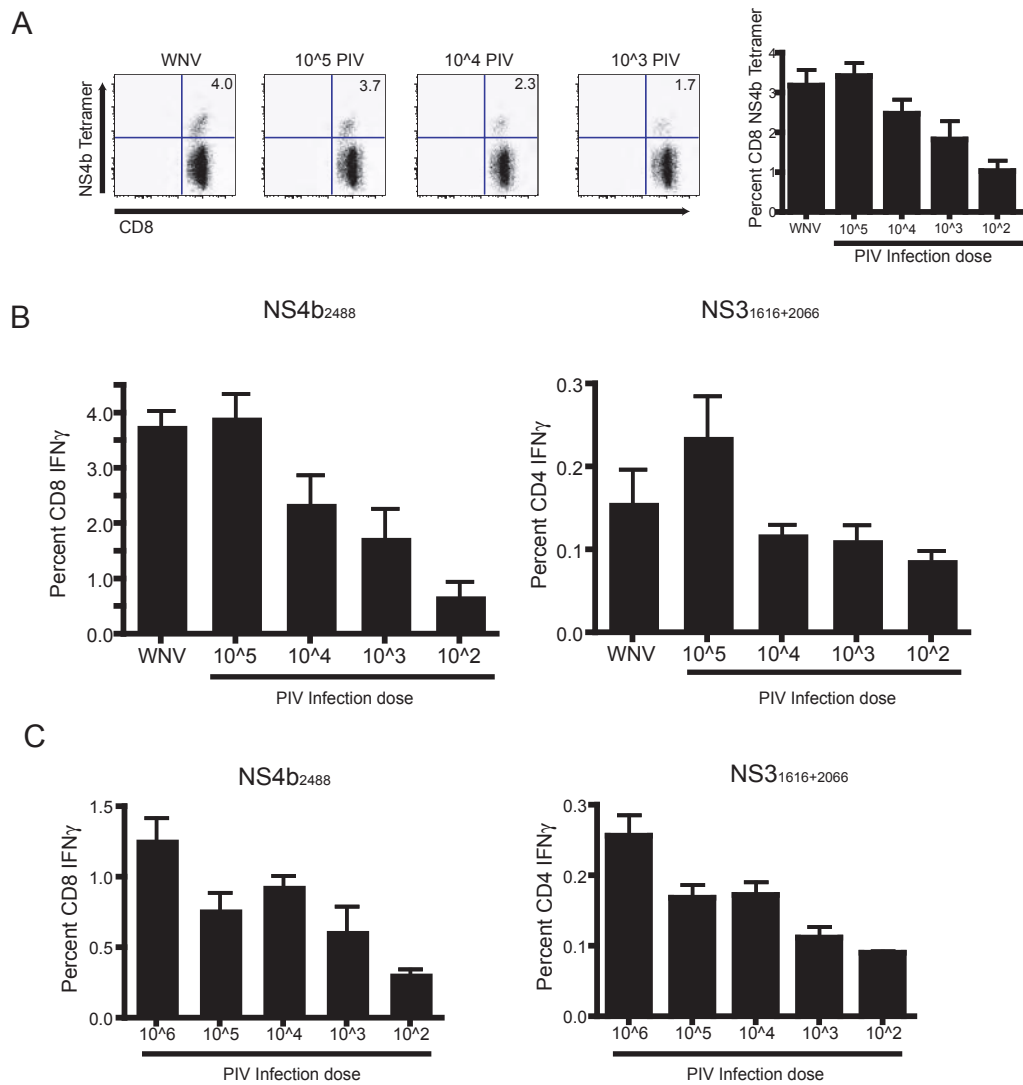 A
WNV
10^5 PIV
10^4 PIV
10^3 PIV
4.0
3.7
2.3
1.7
NS4b Tetramer
CD8
Percent CD8 NS4b Tetramer
4
3
2
1
0
WNV
10^5
10^4
10^3
10^2
PIV Infection dose
B
NS4b2488
Percent CD8 IFNγ
4.0
3.0
2.0
1.0
0.0
WNV
10^5
10^4
10^3
10^2
PIV Infection dose
NS31616+2066
Percent CD4 IFNγ
0.3
0.2
0.1
0.0
WNV
10^5
10^4
10^3
10^2
PIV Infection dose
C
NS4b2488
Percent CD8 IFNγ
1.5
1.0
0.5
0.0
10^6
10^5
10^4
10^3
10^2
PIV Infection dose
NS31616+2066
Percent CD4 IFNγ
0.3
0.2
0.1
0.0
10^6
10^5
10^4
10^3
10^2
PIV Infection dose